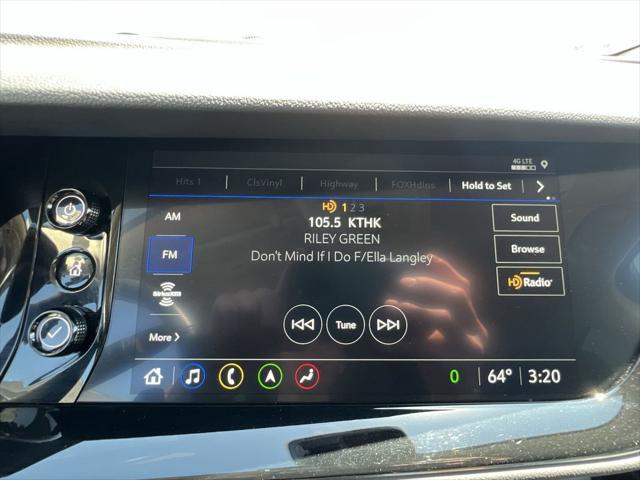 4G LTE
Hits 1 ClsVinyl Highway FOXHdlns Hold to Set
HD 1 2 3
AM 105.5 KTHK Sound
RILEY GREEN
FM Don't Mind If I Do F/Ella Langley Browse
SiriusXM HD Radio
Tune
More
0 64° 3:20